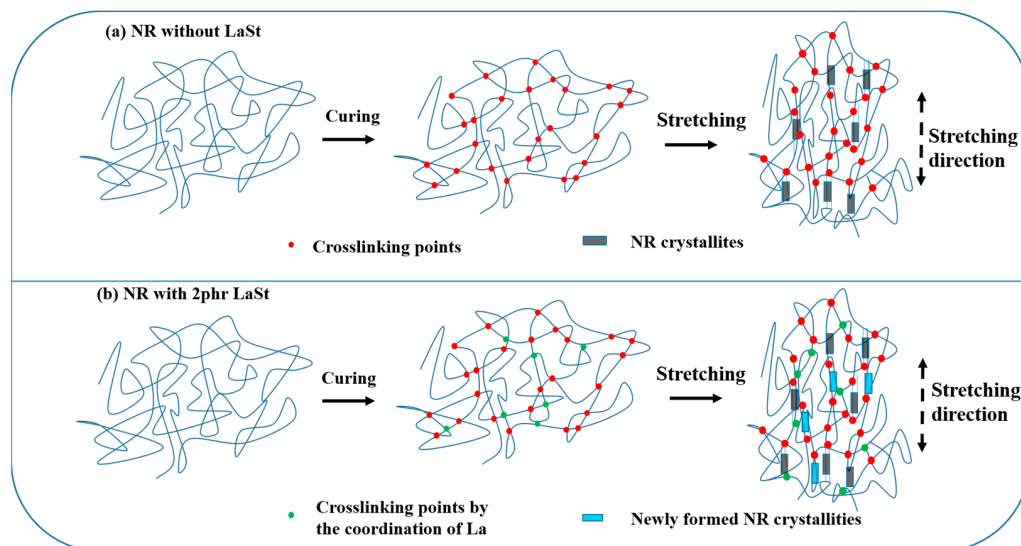 (a) NR without LaSt
Curing
Stretching
Stretching
direction
Crosslinking points
NR crystallites
(b) NR with 2phr LaSt
Curing
Stretching
Stretching
direction
Crosslinking points by
the coordination of La
Newly formed NR crystallities